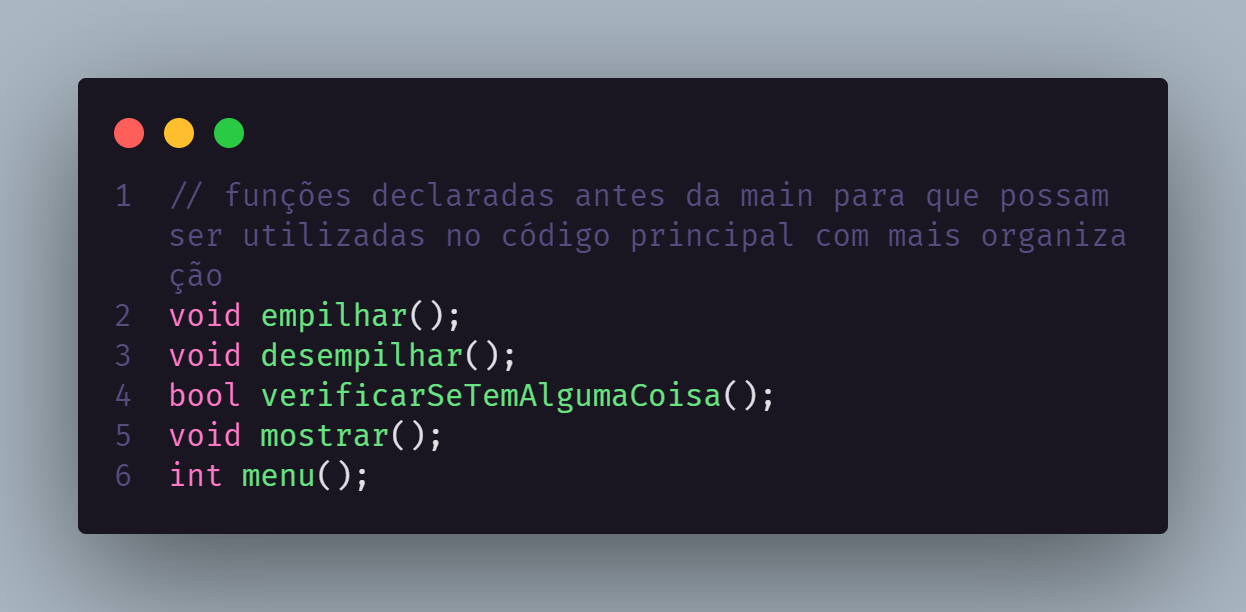 1 // funções declaradas antes da main para que possam
ser utilizadas no código principal com mais organiza
ção
2 void empilhar();
3 void desempilhar();
4 bool verificarSeTemAlgumaCoisa();
5 void mostrar();
6 int menu();